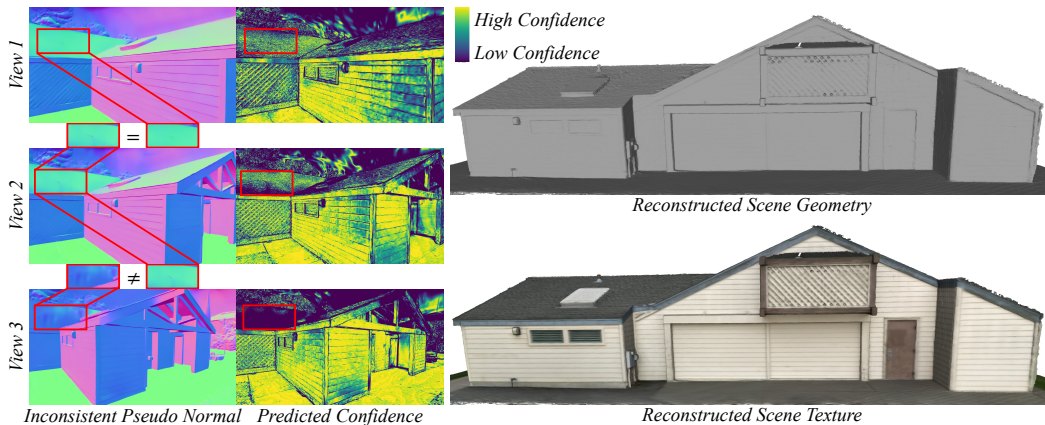 View 1
High Confidence
Low Confidence
=
View 2
Reconstructed Scene Geometry
≠
View 3
Inconsistent Pseudo Normal
Predicted Confidence
Reconstructed Scene Texture